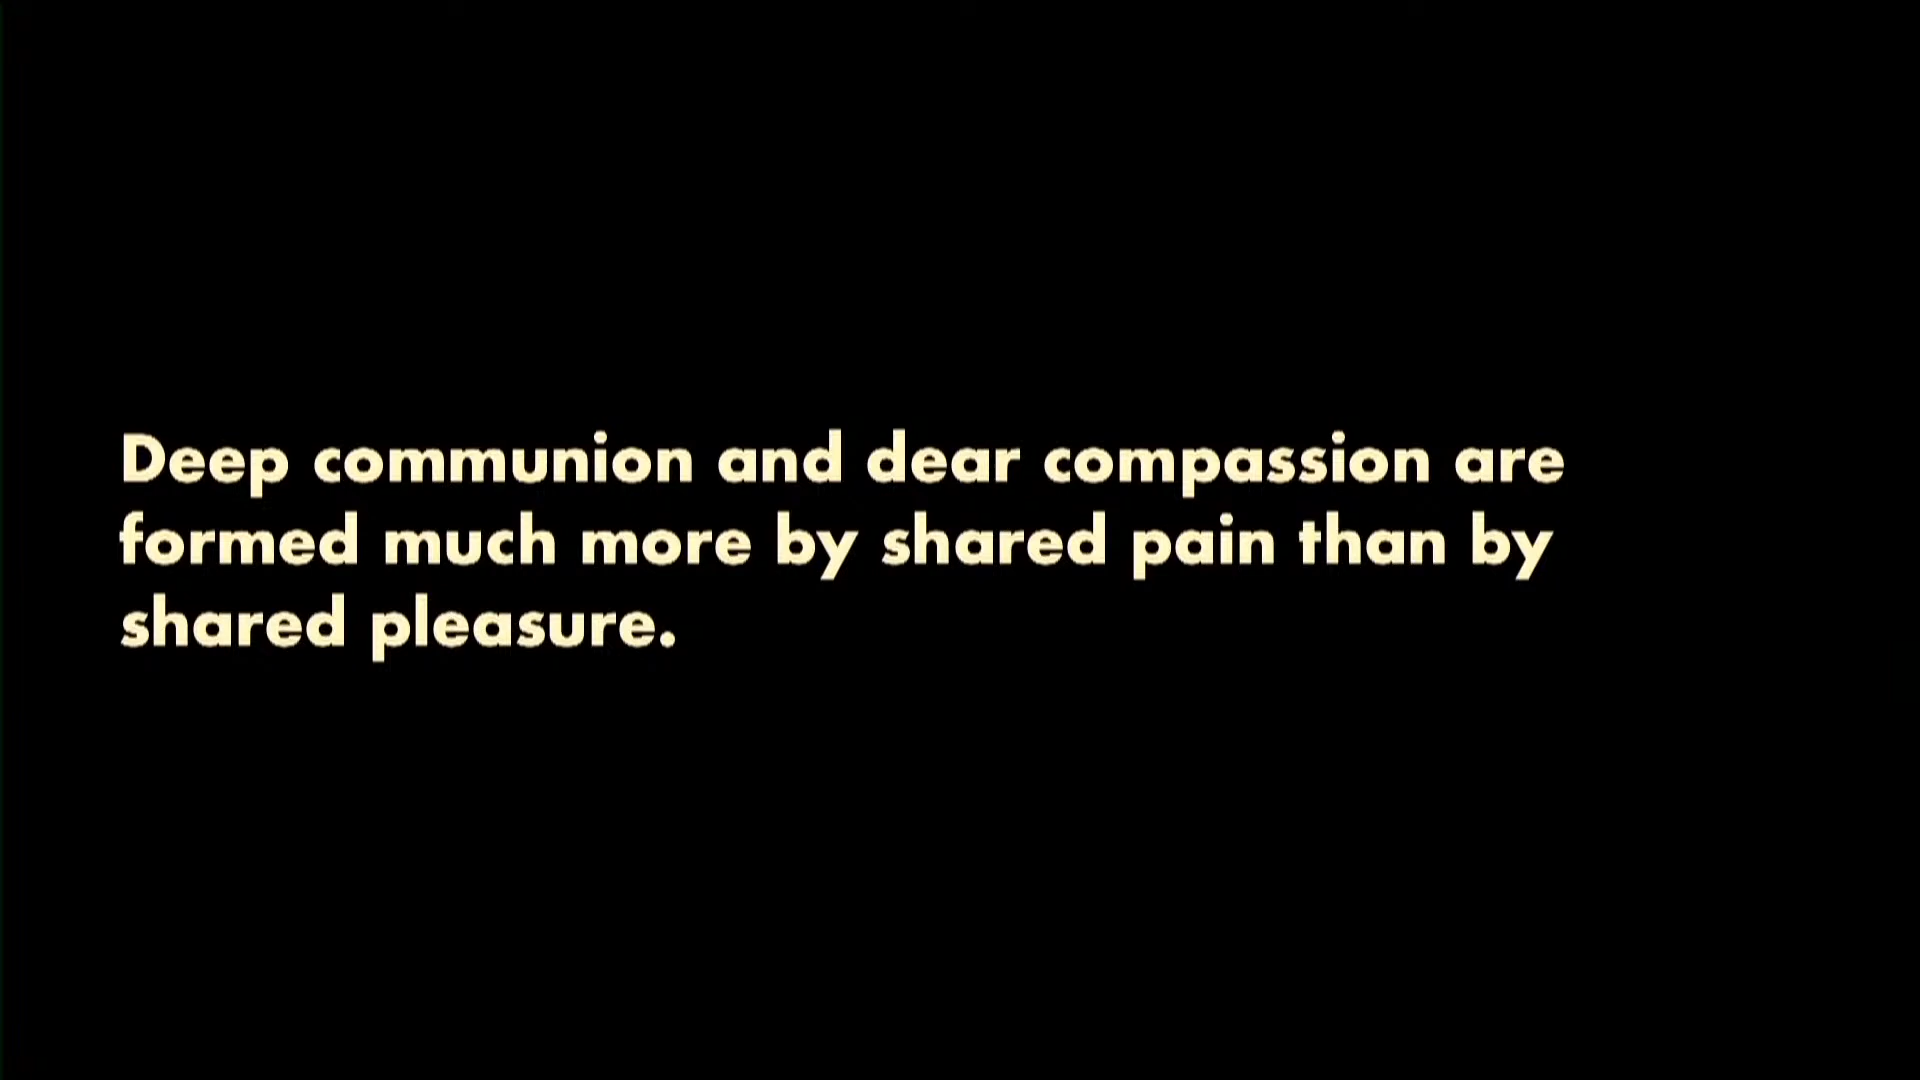 Deep communion and dear compassion are
formed much more by shared pain than by
shared pleasure.